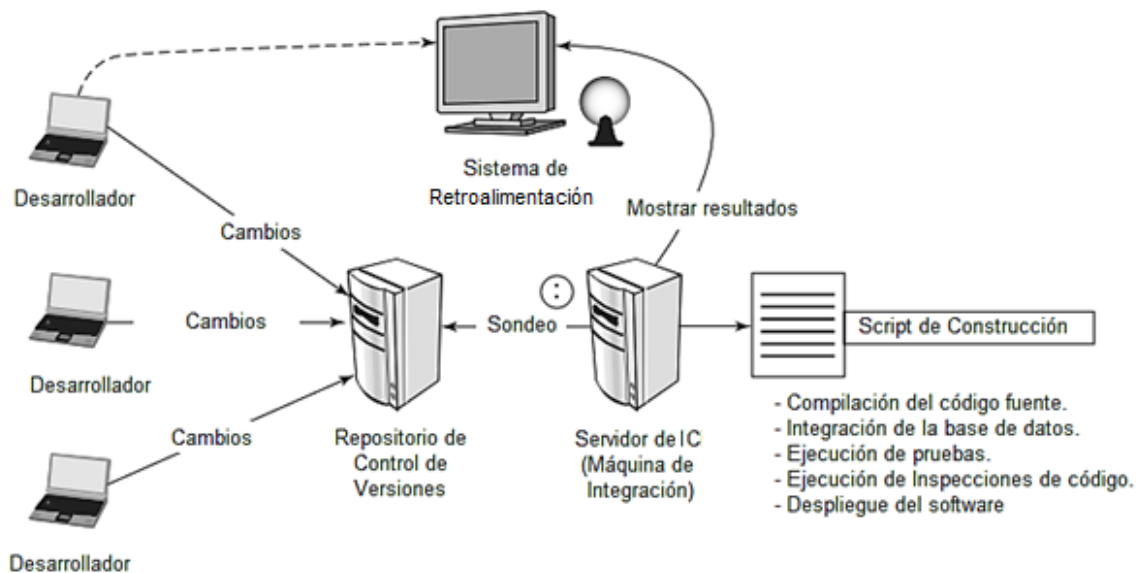 Sistema de
Retroalimentación
Desarrollador
Mostrar resultados
Cambios
Cambios
Sondeo
Script de Construcción
Desarrollador
- Compilación del código fuente.
- Integración de la base de datos.
- Ejecución de pruebas.
- Ejecución de Inspecciones de código.
- Despliegue del software
Cambios
Repositorio de
Control de
Versiones
Servidor de IC
(Máquina de
Integración)
Desarrollador